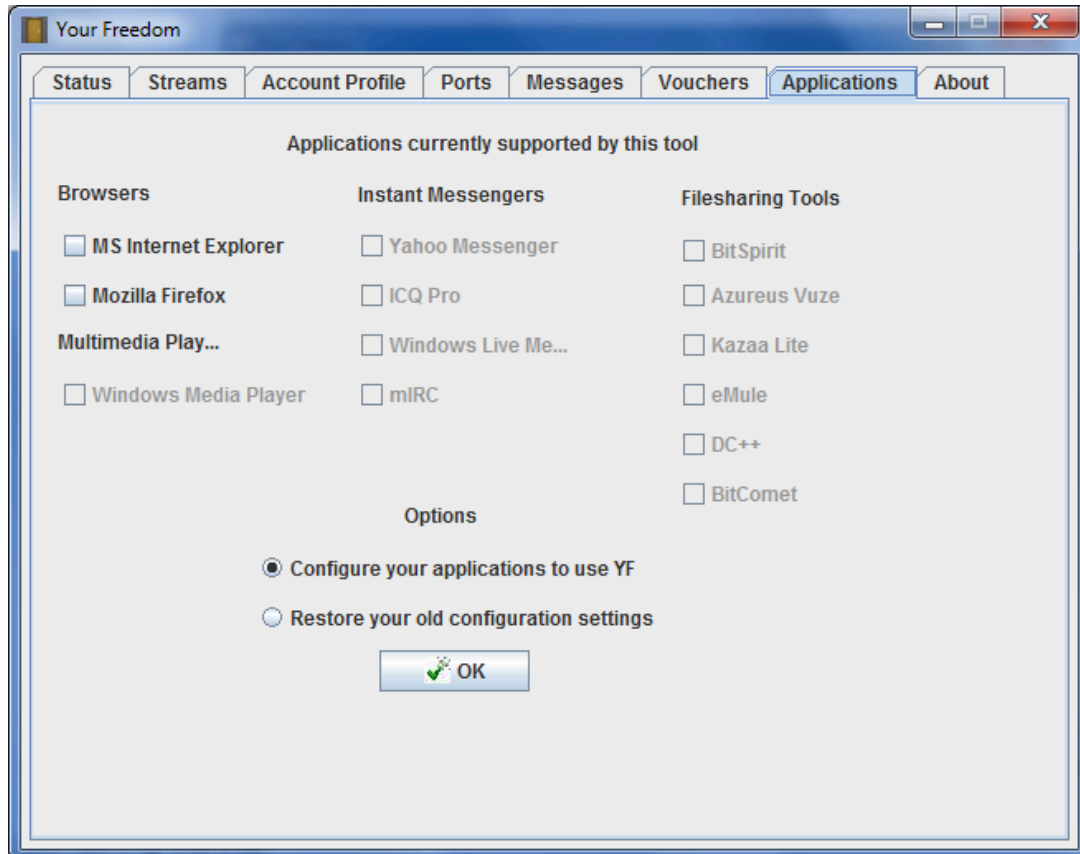 Your Freedom
Status Streams Account Profile Ports Messages Vouchers Applications About
Applications currently supported by this tool
Browsers
MS Internet Explorer
Mozilla Firefox
Multimedia Play...
Windows Media Player
Instant Messengers
Yahoo Messenger
ICQ Pro
Windows Live Me...
mIRC
Filesharing Tools
BitSpirit
Azureus Vuze
Kazaa Lite
eMule
DC++
BitComet
Options
Configure your applications to use YF
Restore your old configuration settings
OK